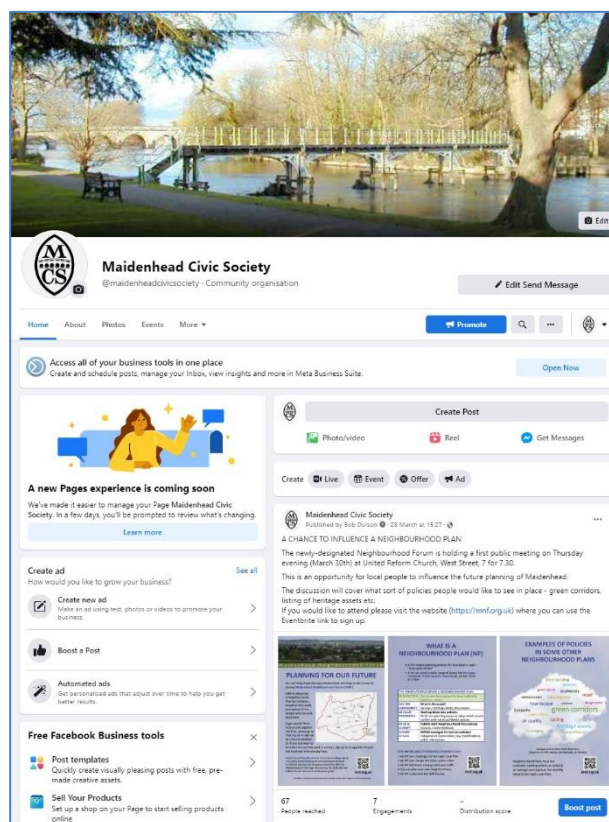 Edit
M
CS
Maidenhead Civic Society
@maidenheadcivicsociety · Community organisation
Edit Send Message
Home About Photos Events More
Promote
Access all of your business tools in one place
Create and schedule posts, manage your Inbox, view insights and more in Meta Business Suite.
Open Now
A new Pages experience is coming soon
We've made it easier to manage your Page Maidenhead Civic
Society. In a few days, you'll be prompted to review what's changing.
Learn more
Create ad
See all
How would you like to grow your business?
Create new ad
Make an ad using text, photos or videos to promote your
business
Boost a Post
Automated ads
Get personalised ads that adjust over time to help you get
better results.
Free Facebook Business tools
Post templates
Quickly create visually pleasing posts with free, pre-
made creative assets.
Sell Your Products
Set up a shop on your Page to start selling products
online
Create Post
Photo/video Reel Get Messages
Create Live Event Offer Ad
Maidenhead Civic Society
Published by Bob Dulson · 28 March at 15:27 ·
A CHANCE TO INFLUENCE A NEIGHBOURHOOD PLAN
The newly-designated Neighbourhood Forum is holding a first public meeting on Thursday
evening (March 30th) at United Reform Church, West Street, 7 for 7.30.
This is an opportunity for local people to influence the future planning of Maidenhead.
The discussion will cover what sort of policies people would like to see in place - green corridors,
listing of heritage assets etc.
If you would like to attend please visit the website (https://mnf.org.uk) where you can use the
Eventbrite link to sign up.
PLANNING FOR OUR FUTURE
mnf.org.uk
WHAT IS A
NEIGHBOURHOOD PLAN (NP)
mnf.org.uk
EXAMPLES OF POLICIES
IN SOME OTHER
NEIGHBOURHOOD PLANS
green corridors
air quality
cycling
heritage assets
mnf.org.uk
67
People reached
7
Engagements
--
Distribution score
Boost post